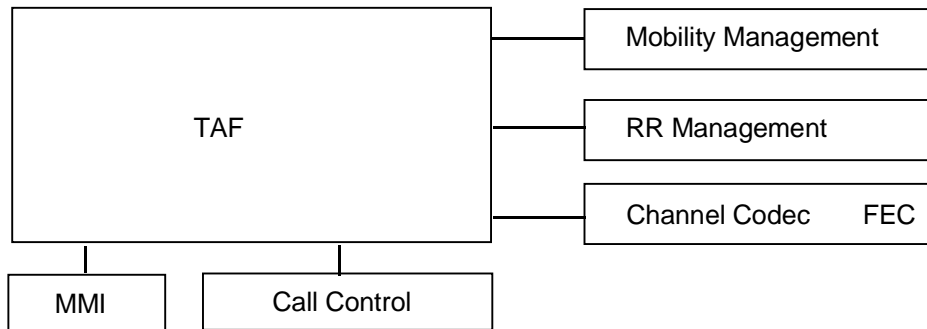 Mobility Management
TAF
RR Management
Channel Codec FEC
MMI
Call Control